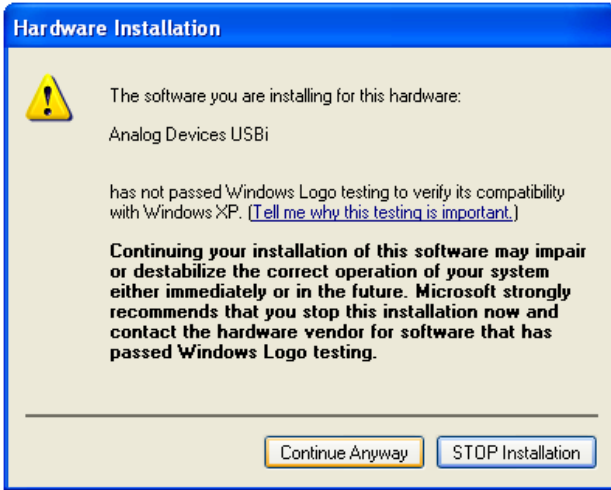 Hardware Installation
The software you are installing for this hardware:
Analog Devices USBi
has not passed Windows Logo testing to verify its compatibility
with Windows XP. (Tell me why this testing is important.)
Continuing your installation of this software may impair
or destabilize the correct operation of your system
either immediately or in the future. Microsoft strongly
recommends that you stop this installation now and
contact the hardware vendor for software that has
passed Windows Logo testing.
Continue Anyway
STOP Installation